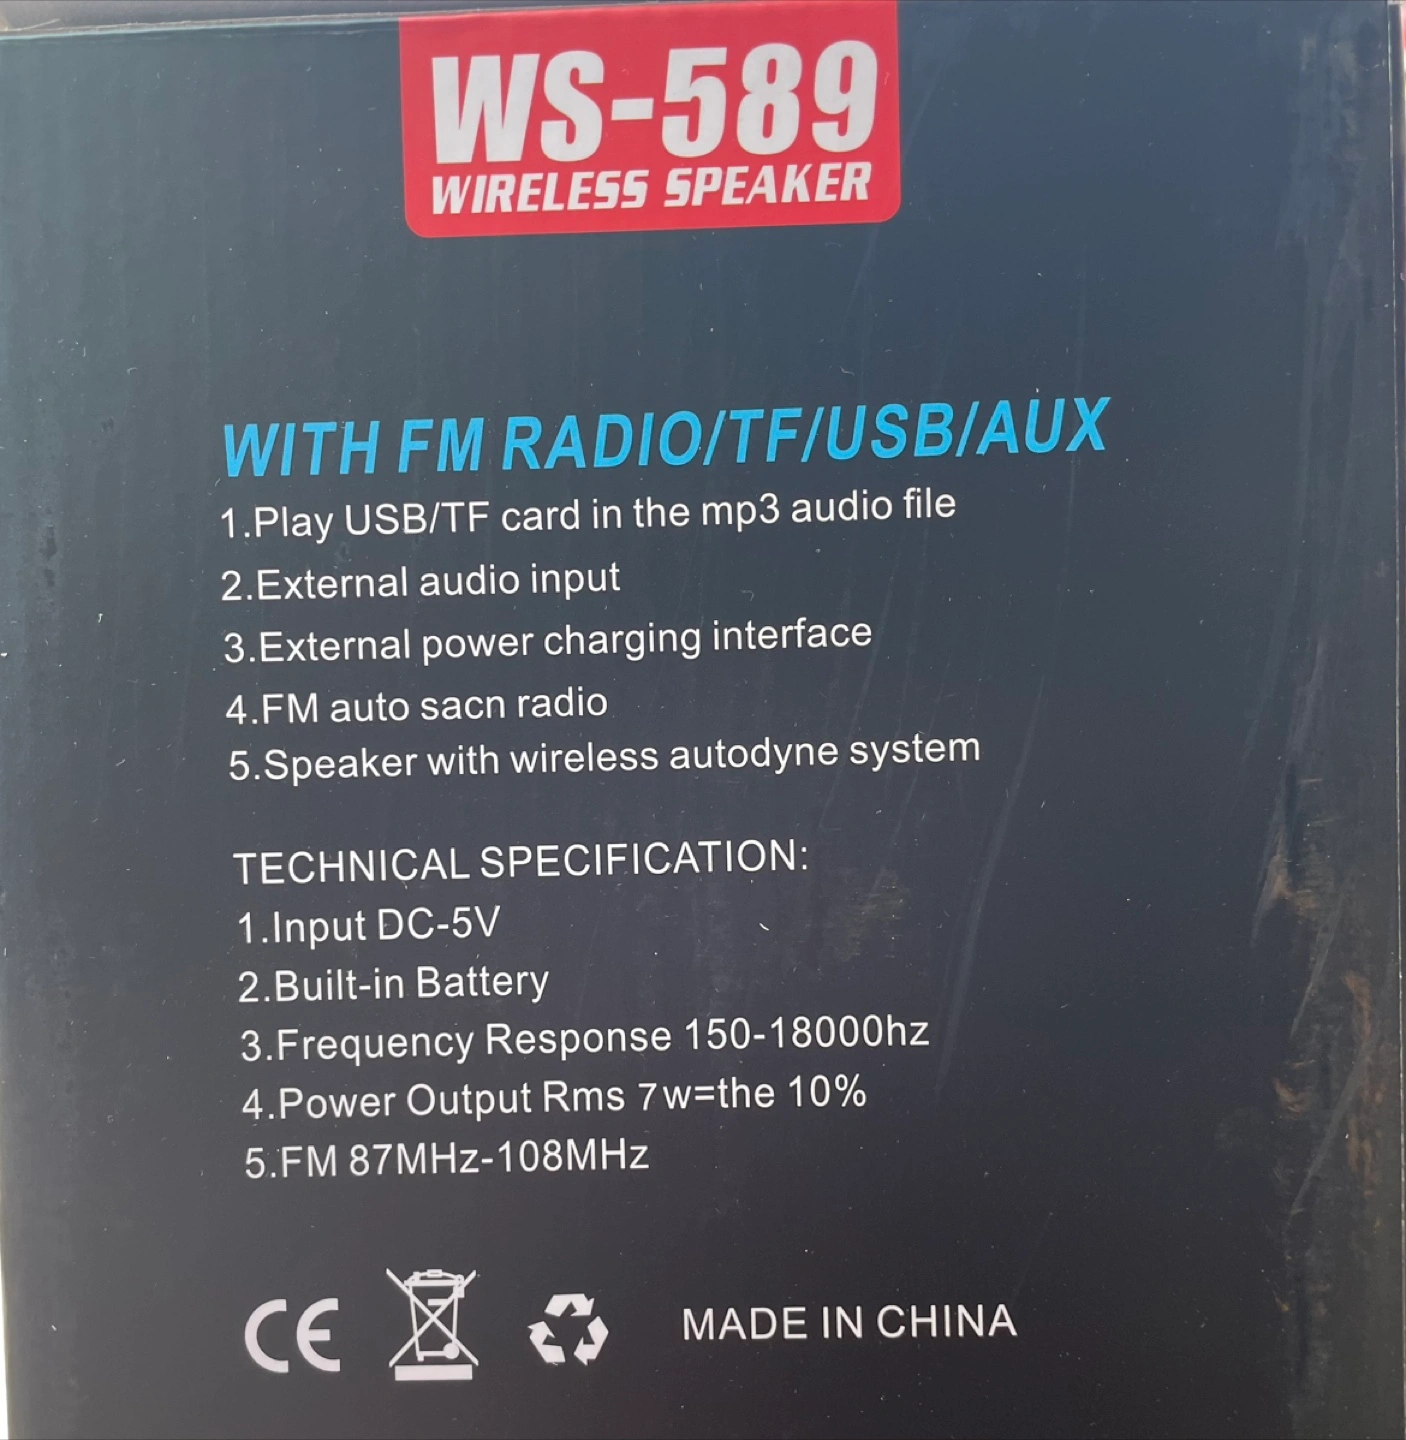 WS-589
WIRELESS SPEAKER
WITH FM RADIO/TF/USB/AUX
1.Play USB/TF card in the mp3 audio file
2.External audio input
3.External power charging interface
4.FM auto sacn radio
5.Speaker with wireless autodyne system
TECHNICAL SPECIFICATION:
1.Input DC-5V
2.Built-in Battery
3.Frequency Response 150-18000hz
4.Power Output Rms 7w=the 10%
5.FM 87MHz-108MHz
CE MADE IN CHINA